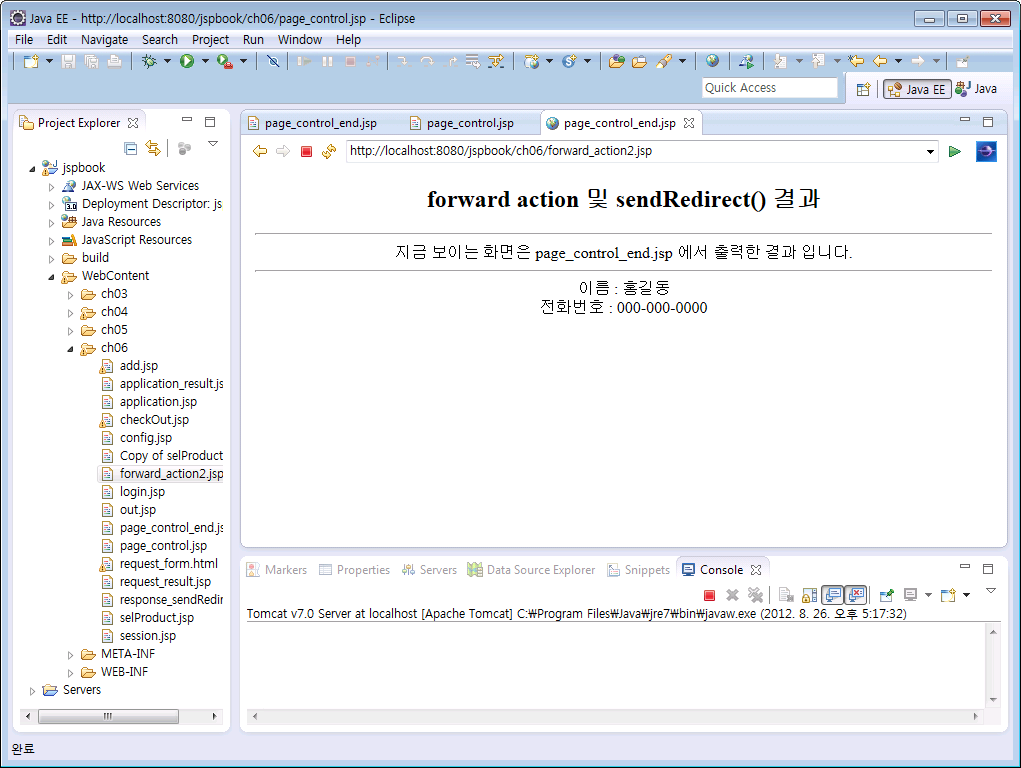 Java EE - http://localhost:8080/jspbook/ch06/page_control.jsp - Eclipse
File Edit Navigate Search Project Run Window Help
Quick Access
Java EE
Java
Project Explorer
page_control_end.jsp
page_control.jsp
page_control_end.jsp
http://localhost:8080/jspbook/ch06/forward_action2.jsp
jspbook
JAX-WS Web Services
Deployment Descriptor: js
Java Resources
JavaScript Resources
build
WebContent
ch03
ch04
ch05
ch06
add.jsp
application_result.js
application.jsp
checkOut.jsp
config.jsp
Copy of selProduct
forward_action2.jsp
login.jsp
out.jsp
page_control_end.js
page_control.jsp
request_form.html
request_result.jsp
response_sendRedir
selProduct.jsp
session.jsp
META-INF
WEB-INF
Servers
forward action 및 sendRedirect() 결과
지금 보이는 화면은 page_control_end.jsp 에서 출력한 결과 입니다.
이름 : 홍길동
전화번호 : 000-000-0000
Markers Properties Servers Data Source Explorer Snippets Console
Tomcat v7.0 Server at localhost [Apache Tomcat] C:₩Program Files₩Java₩jre7₩bin₩javaw.exe (2012. 8. 26. 오후 5:17:32)
완료